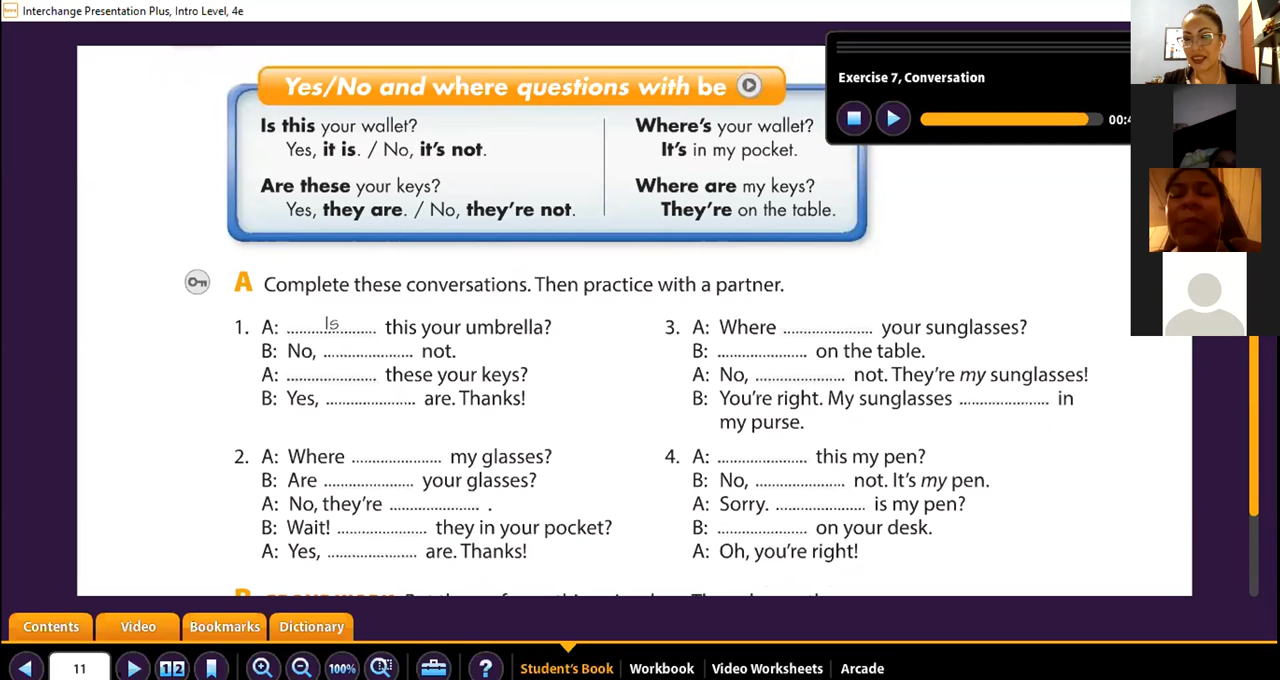 Interchange Presentation Plus, Intro Level, 4e
Yes/No and where questions with be
Is this your wallet?
Yes, it is. / No, it's not.
Are these your keys?
Yes, they are. / No, they're not.
Where's your wallet?
It's in my pocket.
Where are my keys?
They're on the table.
Exercise 7, Conversation
A Complete these conversations. Then practice with a partner.
1. A: ........Is........ this your umbrella?
B: No, .................... not.
A: .................... these your keys?
B: Yes, .................... are. Thanks!
2. A: Where .................... my glasses?
B: Are .................... your glasses?
A: No, they're .................... .
B: Wait! .................... they in your pocket?
A: Yes, .................... are. Thanks!
3. A: Where .................... your sunglasses?
B: .................... on the table.
A: No, .................... not. They're my sunglasses!
B: You're right. My sunglasses .................... in
my purse.
4. A: .................... this my pen?
B: No, .................... not. It's my pen.
A: Sorry. .................... is my pen?
B: .................... on your desk.
A: Oh, you're right!
Contents Video Bookmarks Dictionary
11 12 100% ? Student's Book Workbook Video Worksheets Arcade